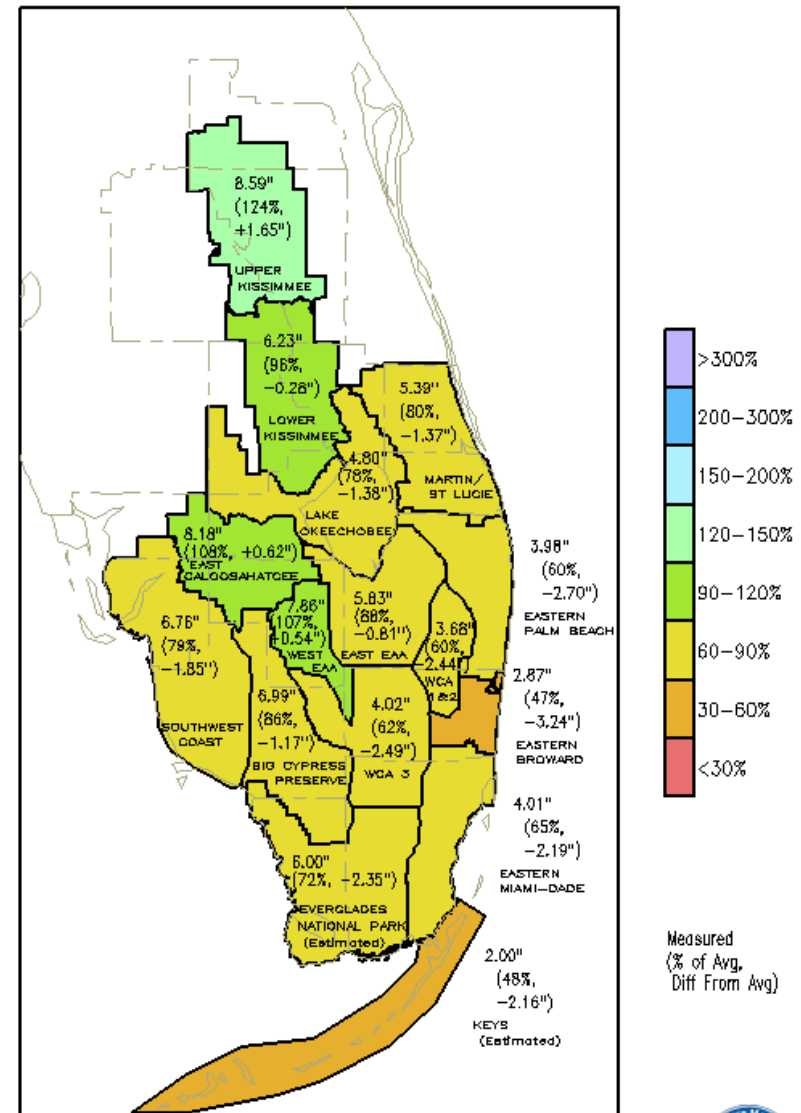 8.59"
(124%,
+1.65")
UPPER
KISSIMMEE
6.23"
(96%,
-0.28")
LOWER
KISSIMMEE
5.39"
(80%,
-1.37")
MARTIN/
ST LUCIE
4.80"
(78%,
-1.38")
LAKE
OKEECHOBEE
8.18"
(108%, +0.62")
EAST
CALOOSAHATCEE
3.98"
(60%,
-2.70")
EASTERN
PALM BEACH
7.86"
(107%,
+0.54")
WEST
EAA
5.83"
(88%,
-0.81")
EAST EAA
3.68"
(60%,
-2.44")
WCA
1&2
6.76"
(79%,
-1.85")
SOUTHWEST
COAST
6.99"
(86%,
-1.17")
BIG CYPRESS
PRESERVE
4.02"
(62%,
-2.49")
WCA 3
2.87"
(47%,
-3.24")
EASTERN
BROWARD
4.01"
(65%,
-2.19")
EASTERN
MIAMI-DADE
6.00"
(72%, -2.35")
EVERGLADES
NATIONAL PARK
(Estimated)
2.00"
(48%,
-2.16")
KEYS
(Estimated)
>300%
200-300%
150-200%
120-150%
90-120%
60-90%
30-60%
<30%
Measured
(% of Avg,
Diff From Avg)